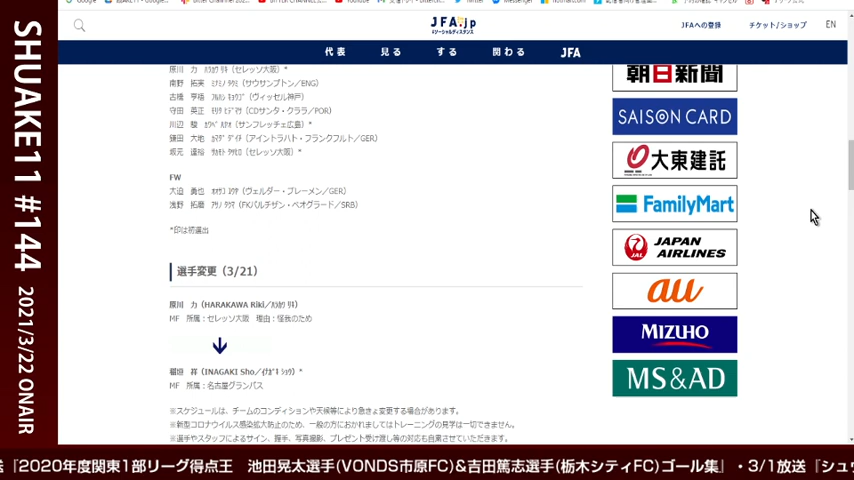 SHUAKE11 #144 2021/3/22 ONAIR
JFA.jp
#ソーシャルディスタンス
JFAへの登録
チケット/ショップ
EN
代表 見る する 関わる JFA
原川 力 ﾊﾗｶﾜ ﾘｷ（セレッソ大阪）*
南野 拓実 ﾐﾅﾐﾉ ﾀｸﾐ（サウサンプトン／ENG）
古橋 亨梧 ﾌﾙﾊｼ ｷｮｳｺﾞ（ヴィッセル神戸）
守田 英正 ﾓﾘﾀ ﾋﾃﾞﾏｻ（CDサンタ・クララ／POR）
川辺 駿 ｶﾜﾍﾞ ﾊﾔｵ（サンフレッチェ広島）*
鎌田 大地 ｶﾏﾀﾞ ﾀﾞｲﾁ（アイントラハト・フランクフルト／GER）
坂元 達裕 ｻｶﾓﾄ ﾀﾂﾋﾛ（セレッソ大阪）*
FW
大迫 勇也 ｵｵｻｺ ﾕｳﾔ（ヴェルダー・ブレーメン／GER）
浅野 拓磨 ｱｻﾉ ﾀｸﾏ（FKパルチザン・ベオグラード／SRB）
*印は初選出
選手変更（3/21）
原川 力（HARAKAWA Riki／ﾊﾗｶﾜ ﾘｷ）
MF 所属：セレッソ大阪 理由：怪我のため
稲垣 祥（INAGAKI Sho／ｲﾅｶﾞｷ ｼｮｳ）*
MF 所属：名古屋グランパス
※スケジュールは、チームのコンディションや天候等により急きょ変更する場合があります。
※新型コロナウイルス感染拡大防止のため、一般の方におかれましてはトレーニングの見学は一切できません。
※選手やスタッフによるサイン、握手、写真撮影、プレゼント受け渡し等の対応も自粛させていただきます。
朝日新聞
SAISON CARD
大東建託
FamilyMart
JAL JAPAN AIRLINES
au
MIZUHO
MS&AD
送『2020年度関東1部リーグ得点王 池田晃太選手(VONDS市原FC)&吉田篤志選手(栃木シティFC)ゴール集』・3/1放送『シュウ